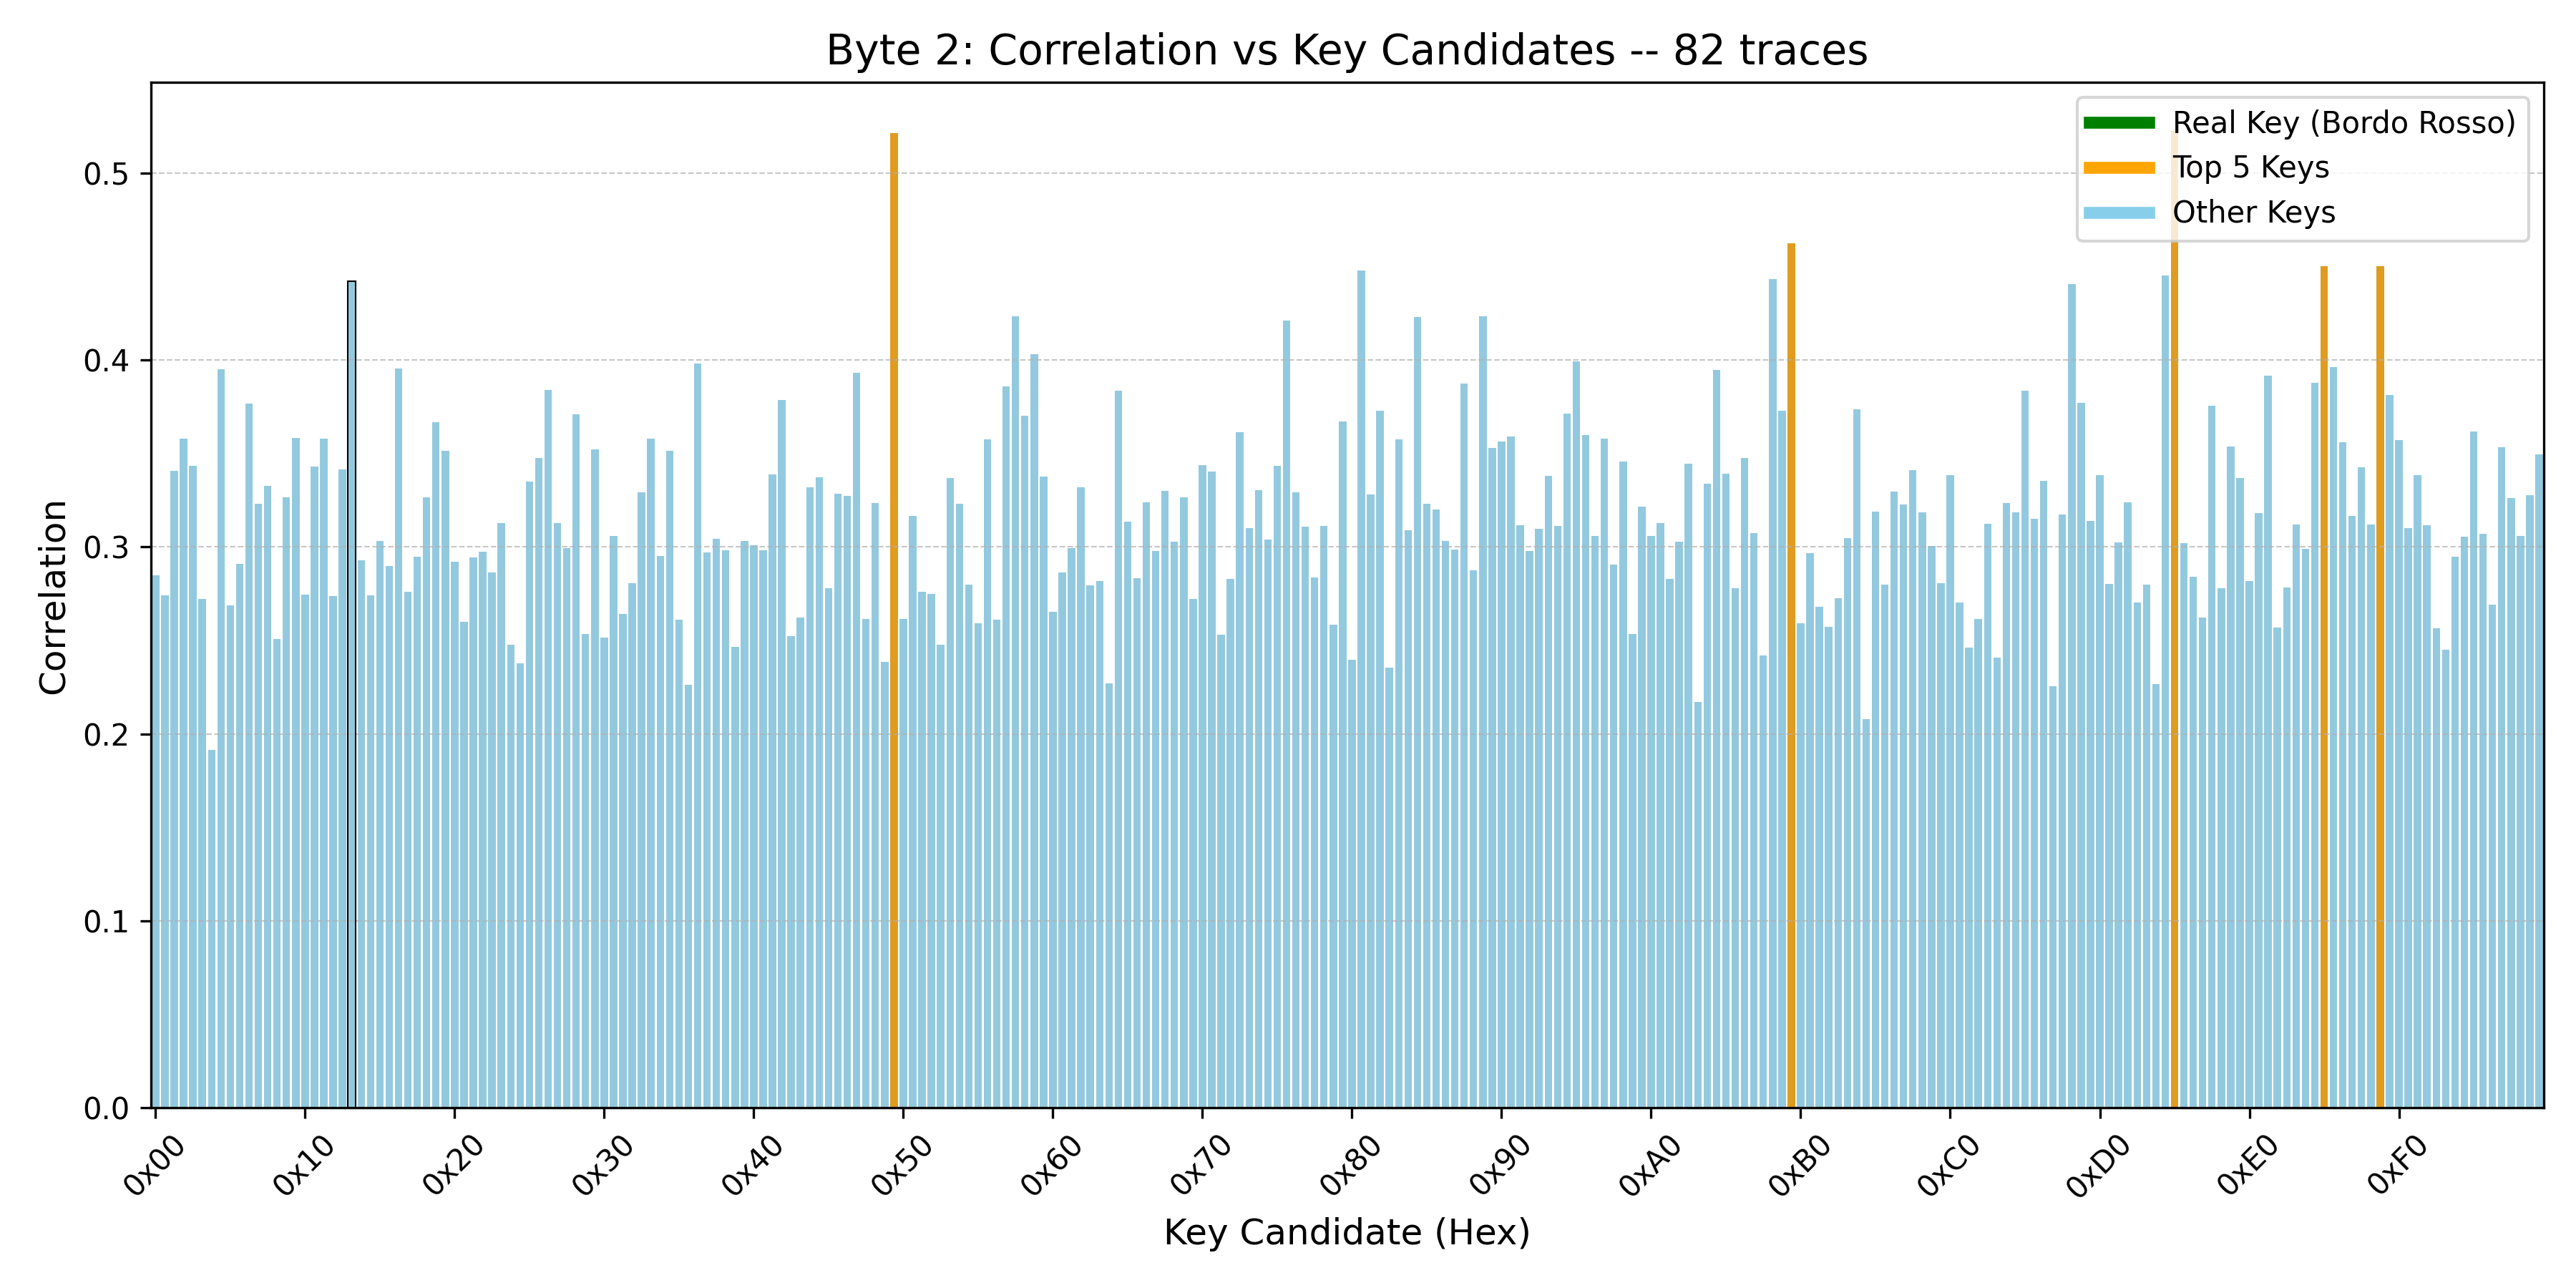 Byte 2: Correlation vs Key Candidates -- 82 traces
Real Key (Bordo Rosso)
Top 5 Keys
Other Keys
Correlation
0.5
0.4
0.3
0.2
0.1
0.0
0x00 0x10 0x20 0x30 0x40 0x50 0x60 0x70 0x80 0x90 0xA0 0xB0 0xC0 0xD0 0xE0 0xF0
Key Candidate (Hex)